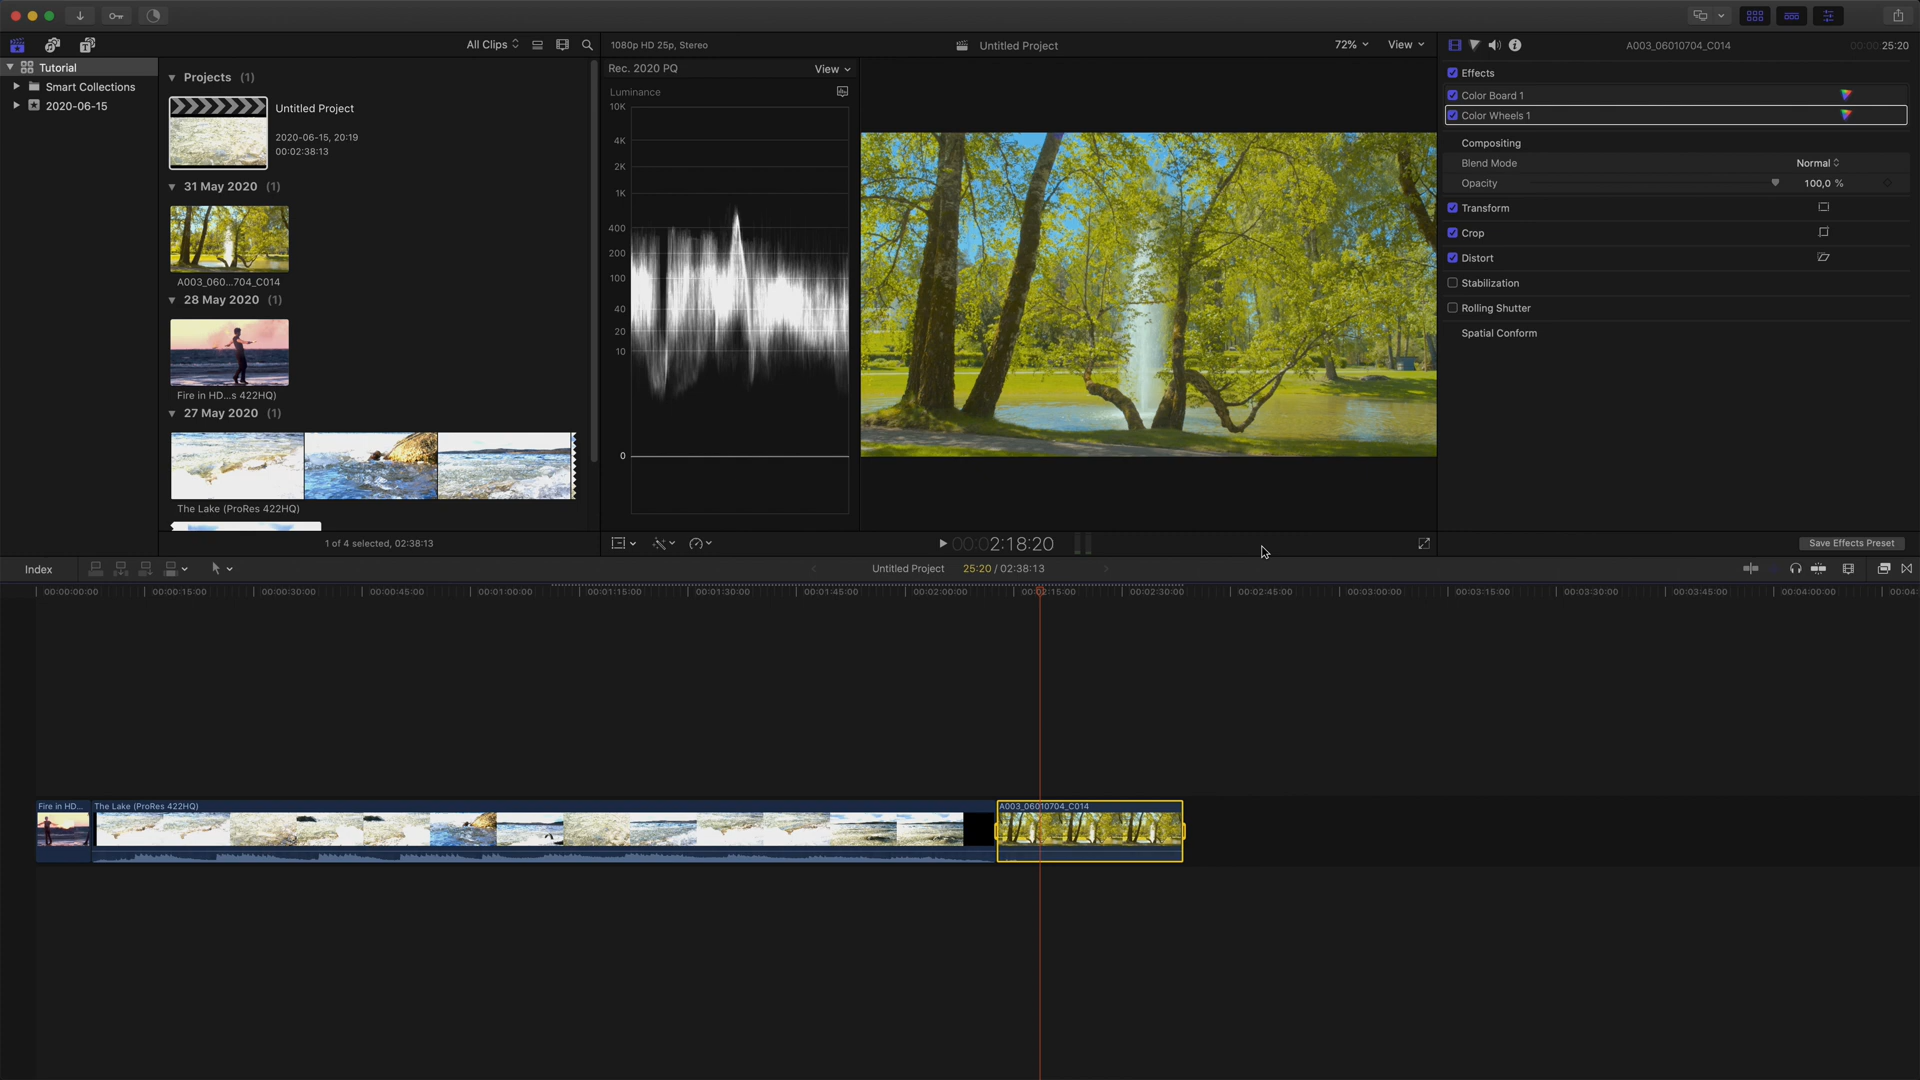 All Clips
1080p HD 25p, Stereo
Untitled Project
72%
View
A003_06010704_C014
00:00:25:20
Tutorial
Smart Collections
2020-06-15
Projects (1)
Untitled Project
2020-06-15, 20:19
00:02:38:13
31 May 2020 (1)
A003_060...704_C014
28 May 2020 (1)
Fire in HD...s 422HQ)
27 May 2020 (1)
The Lake (ProRes 422HQ)
1 of 4 selected, 02:38:13
Rec. 2020 PQ
View
Luminance
10K
4K
2K
1K
400
200
100
40
20
10
0
Effects
Color Board 1
Color Wheels 1
Compositing
Blend Mode
Normal
Opacity
100,0 %
Transform
Crop
Distort
Stabilization
Rolling Shutter
Spatial Conform
00:00:02:18:20
Save Effects Preset
Index
Untitled Project
25:20 / 02:38:13
00:00:00:00
00:00:15:00
00:00:30:00
00:00:45:00
00:01:00:00
00:01:15:00
00:01:30:00
00:01:45:00
00:02:00:00
00:02:15:00
00:02:30:00
00:02:45:00
00:03:00:00
00:03:15:00
00:03:30:00
00:03:45:00
00:04:00:00
00:04:
Fire in HD...
The Lake (ProRes 422HQ)
A003_06010704_C014